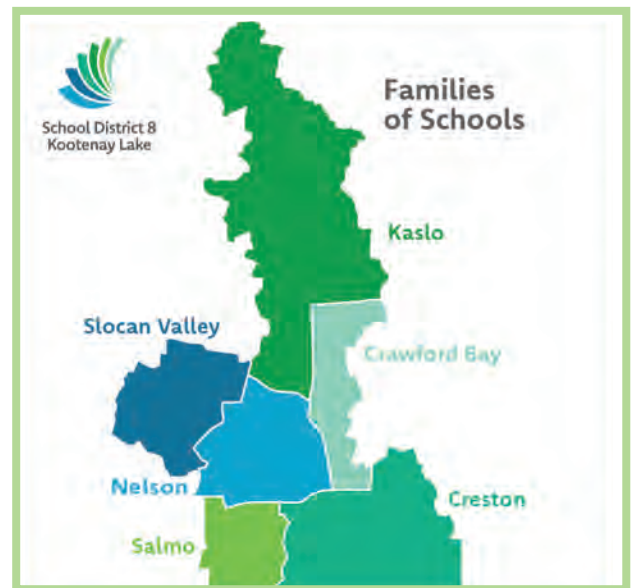 School District 8
Kootenay Lake
Families
of Schools
Kaslo
Slocan Valley
Crawford Bay
Nelson
Creston
Salmo